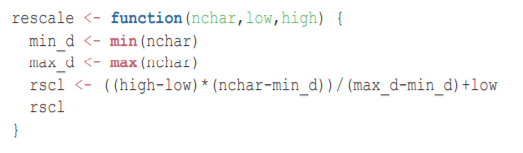 rescale <- function(nchar,low,high) {
min_d <- min(nchar)
max_d <- max(nchar)
rscl <- ((high-low)*(nchar-min_d))/(max_d-min_d)+low
rscl
}